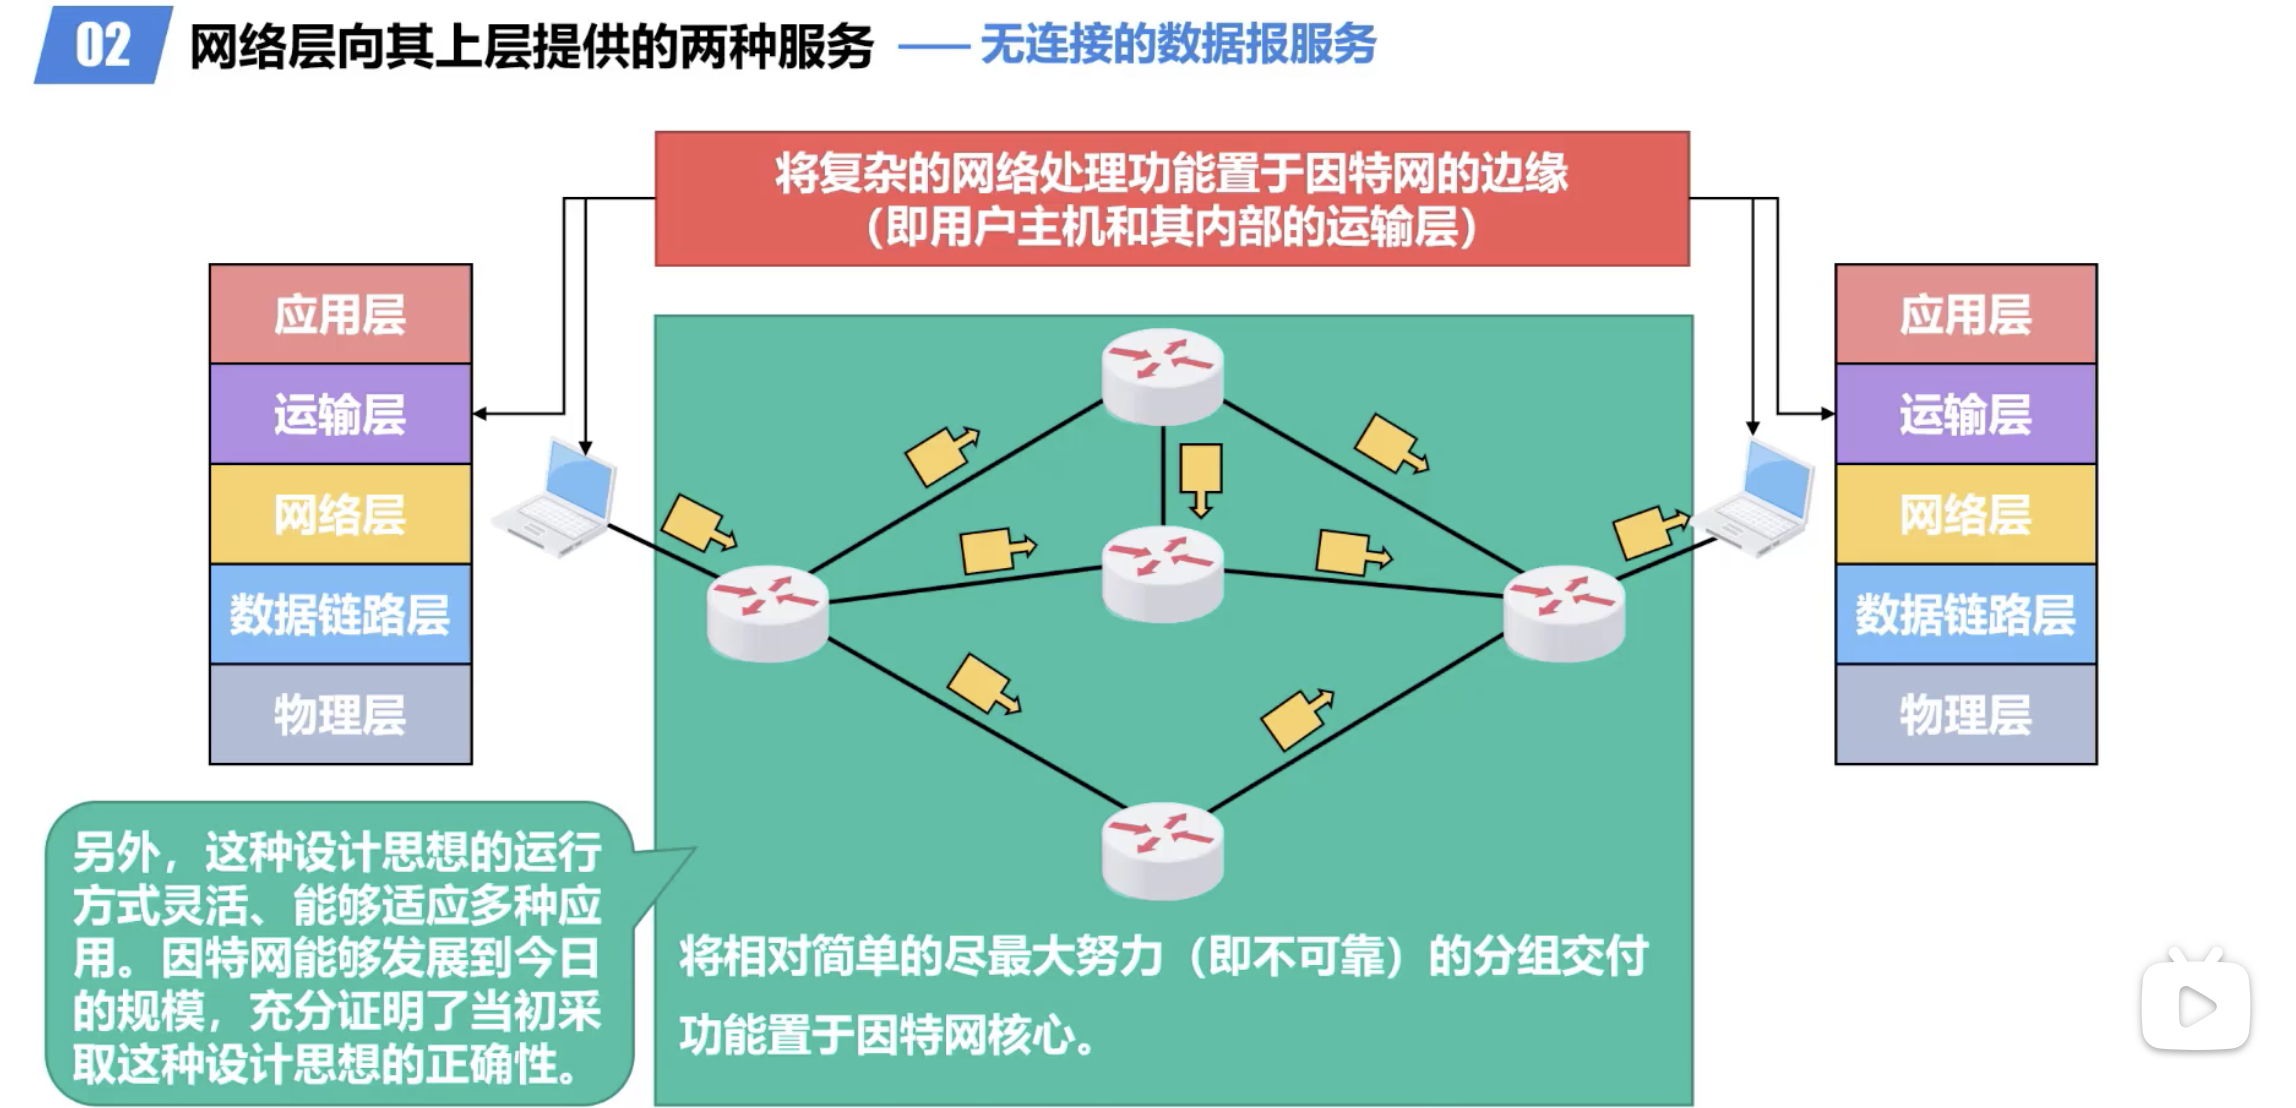 02 网络层向其上层提供的两种服务 —— 无连接的数据报服务
将复杂的网络处理功能置于因特网的边缘
（即用户主机和其内部的运输层）
应用层
运输层
网络层
数据链路层
物理层
应用层
运输层
网络层
数据链路层
物理层
另外，这种设计思想的运行
方式灵活、能够适应多种应
用。因特网能够发展到今日
的规模，充分证明了当初采
取这种设计思想的正确性。
将相对简单的尽最大努力（即不可靠）的分组交付
功能置于因特网核心。